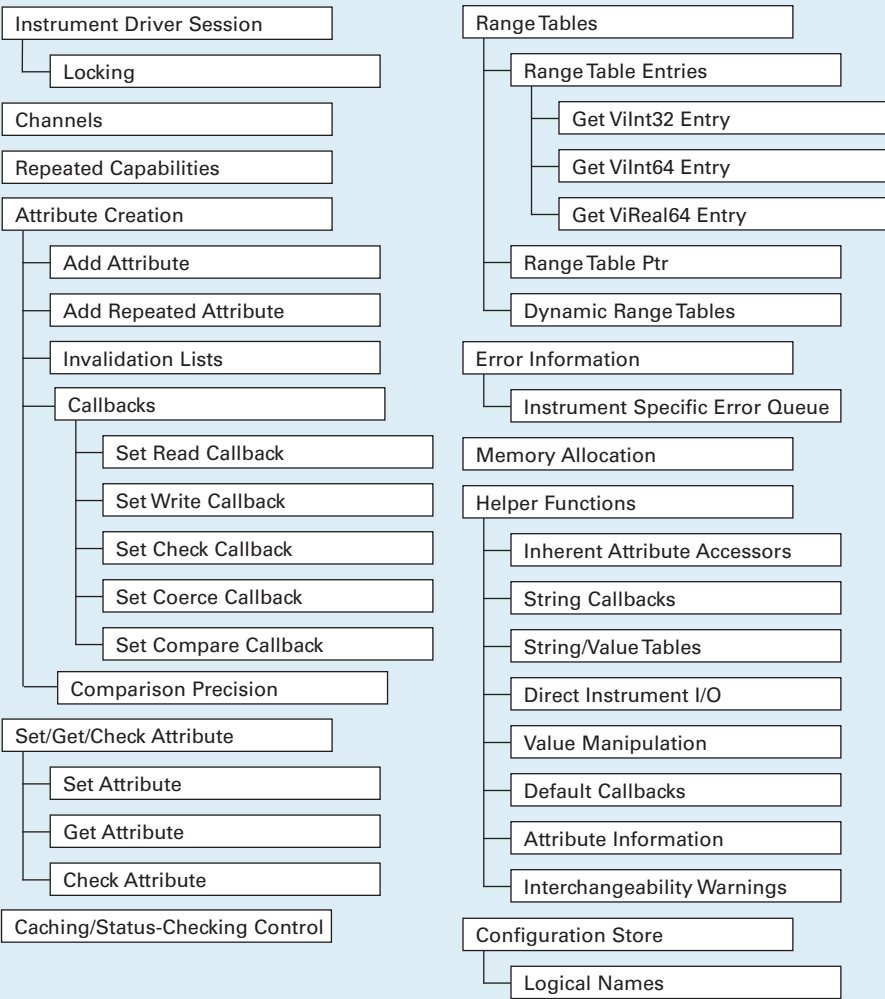 Instrument Driver Session
Locking
Channels
Repeated Capabilities
Attribute Creation
Add Attribute
Add Repeated Attribute
Invalidation Lists
Callbacks
Set Read Callback
Set Write Callback
Set Check Callback
Set Coerce Callback
Set Compare Callback
Comparison Precision
Set/Get/Check Attribute
Set Attribute
Get Attribute
Check Attribute
Caching/Status-Checking Control
Range Tables
Range Table Entries
Get ViInt32 Entry
Get ViInt64 Entry
Get ViReal64 Entry
Range Table Ptr
Dynamic Range Tables
Error Information
Instrument Specific Error Queue
Memory Allocation
Helper Functions
Inherent Attribute Accessors
String Callbacks
String/Value Tables
Direct Instrument I/O
Value Manipulation
Default Callbacks
Attribute Information
Interchangeability Warnings
Configuration Store
Logical Names